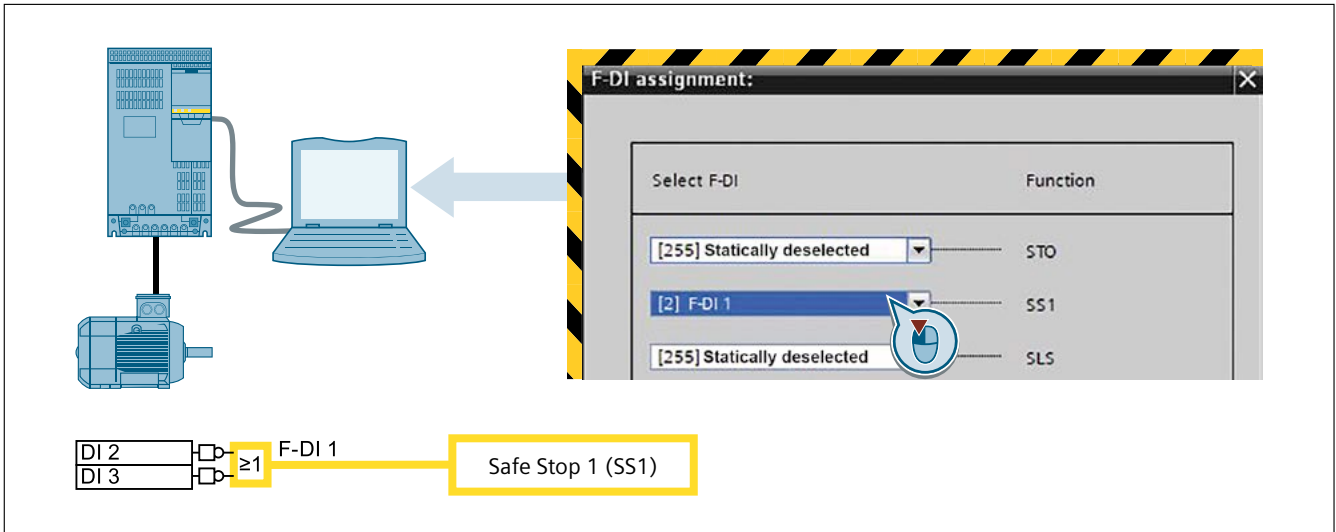 F-DI assignment:
Select F-DI Function
[255] Statically deselected STO
[2] F-DI 1 SS1
[255] Statically deselected SLS
DI 2
DI 3
≥1
F-DI 1
Safe Stop 1 (SS1)